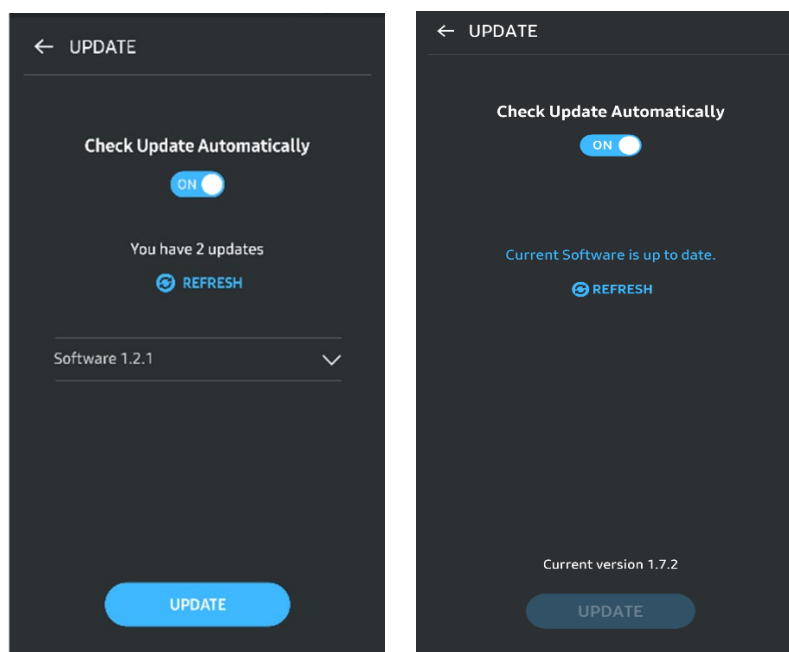 UPDATE
Check Update Automatically
ON
You have 2 updates
REFRESH
Software 1.2.1
UPDATE
UPDATE
Check Update Automatically
ON
Current Software is up to date.
REFRESH
Current version 1.7.2
UPDATE